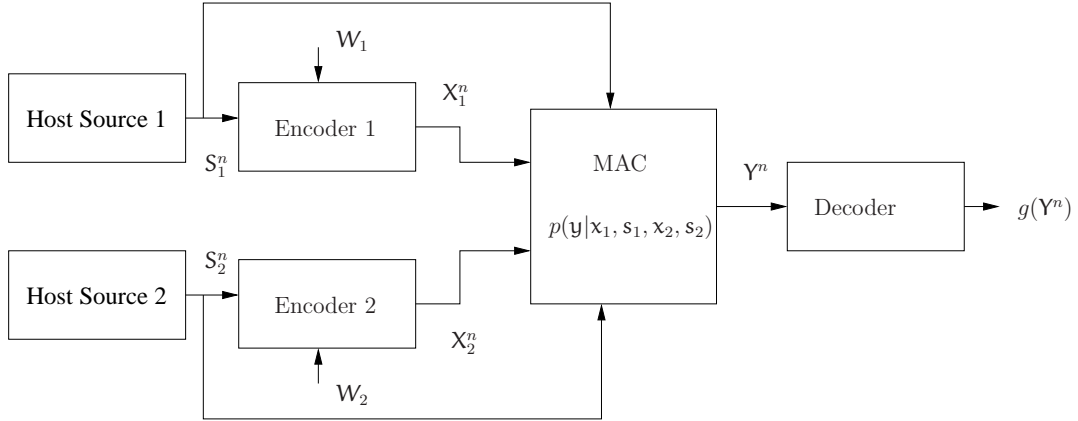 W₁
Host Source 1
Encoder 1
X₁ⁿ
S₁ⁿ
MAC
Yⁿ
p(y|x₁, s₁, x₂, s₂)
Decoder
g(Yⁿ)
S₂ⁿ
Host Source 2
Encoder 2
X₂ⁿ
W₂